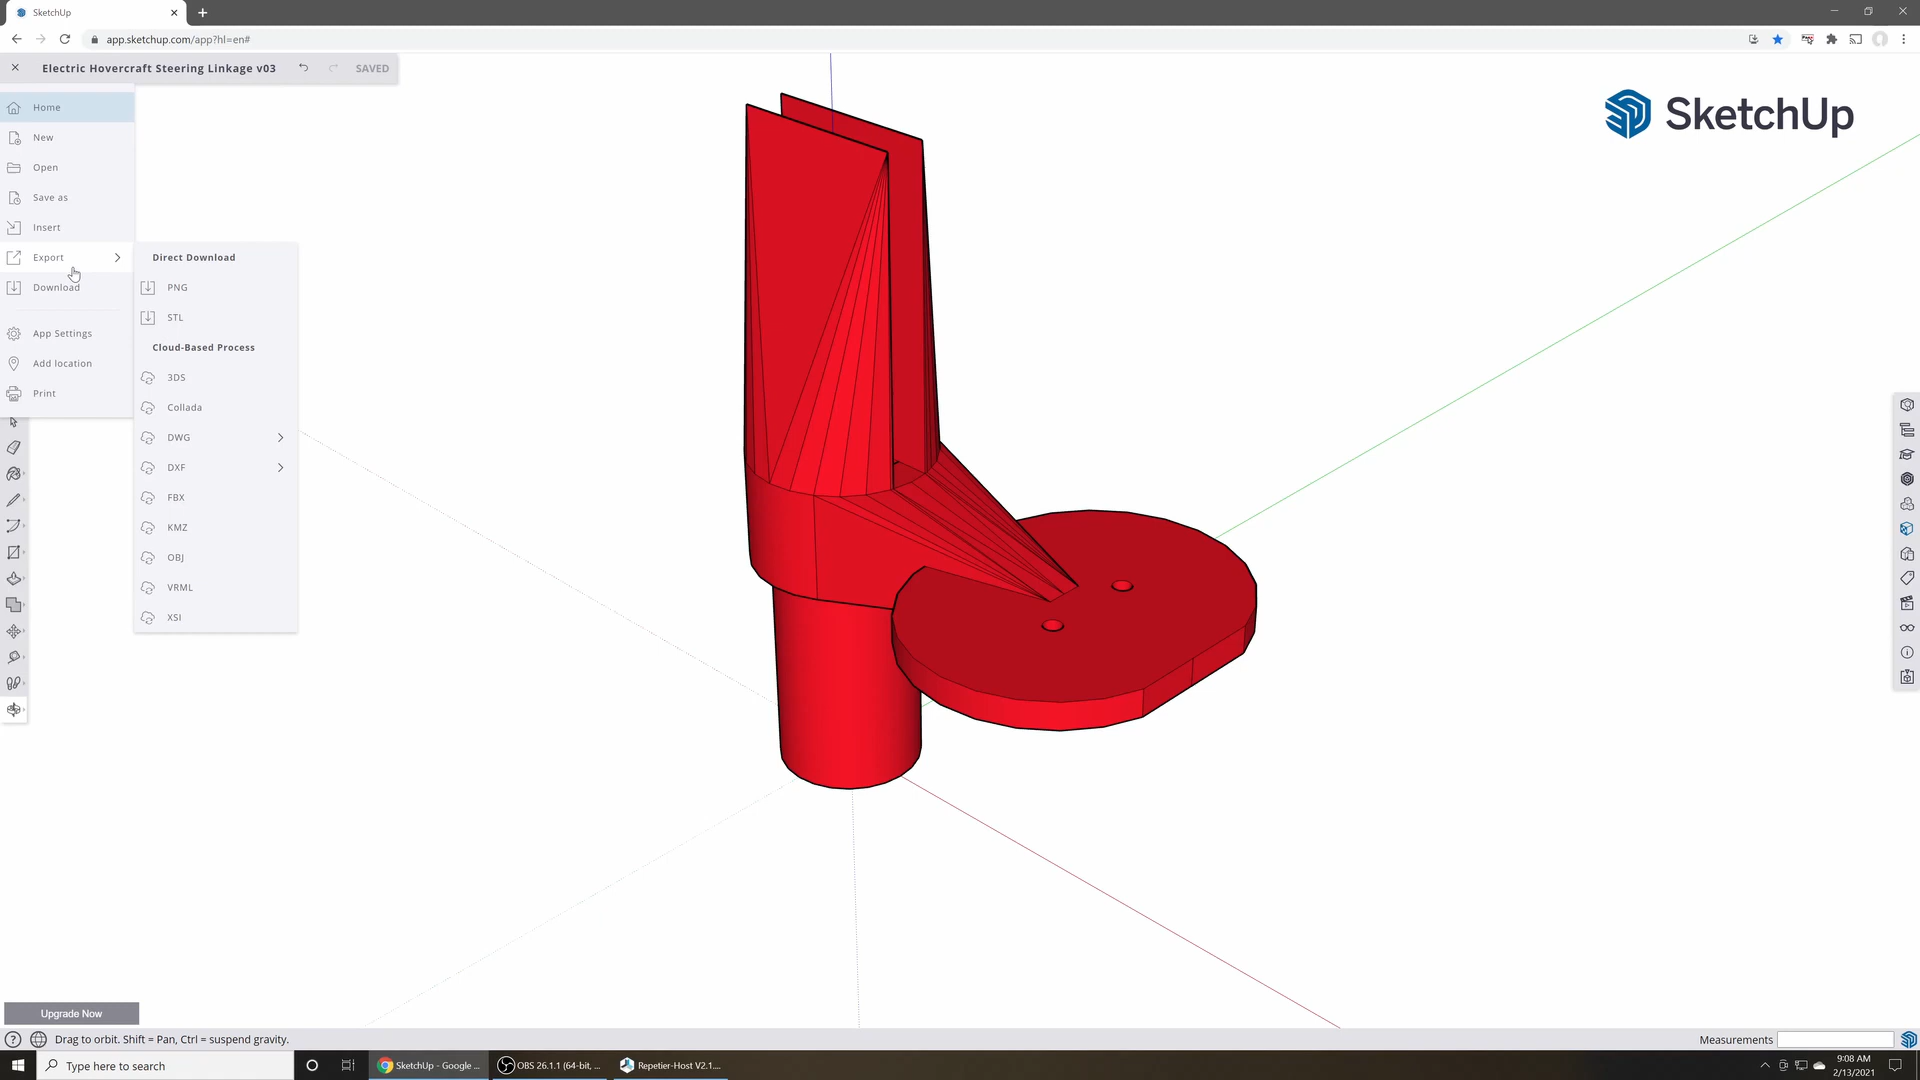 SketchUp
app.sketchup.com/app?hl=en#
Electric Hovercraft Steering Linkage v03
SAVED
Home
New
Open
Save as
Insert
Export
Download
App Settings
Add location
Print
Direct Download
PNG
STL
Cloud-Based Process
3DS
Collada
DWG
DXF
FBX
KMZ
OBJ
VRML
XSI
SketchUp
Upgrade Now
Drag to orbit. Shift = Pan, Ctrl = suspend gravity.
Measurements
Type here to search
SketchUp - Google ...
OBS 26.1.1 (64-bit, ...
Repetier-Host V2.1....
9:08 AM
2/13/2021